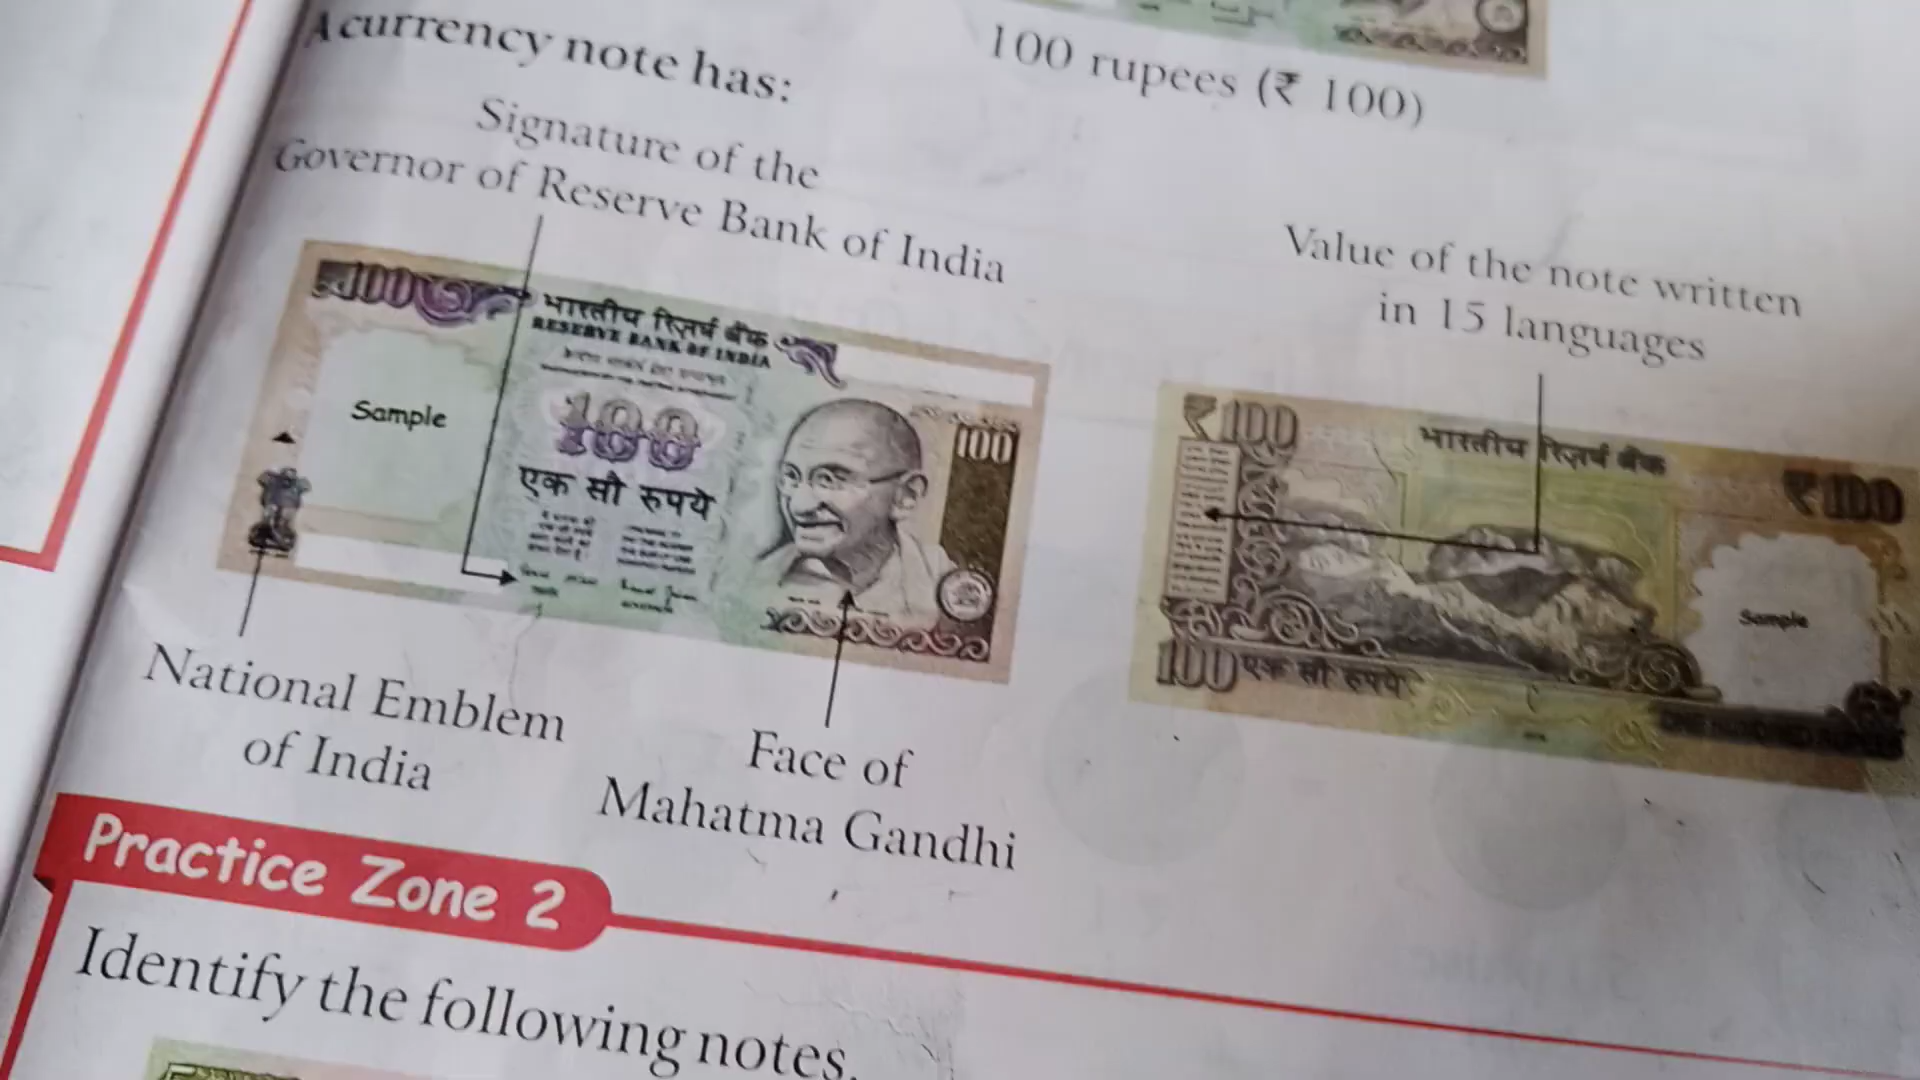 A currency note has:
100 rupees (₹ 100)
Signature of the
Governor of Reserve Bank of India
Value of the note written
in 15 languages
100
भारतीय रिज़र्व बैंक
RESERVE BANK OF INDIA
Sample
100
एक सौ रुपये
100
₹100
भारतीय रिज़र्व बैंक
₹100
Sample
100 एक सौ रुपये
National Emblem
of India
Face of
Mahatma Gandhi
Practice Zone 2
Identify the following notes.